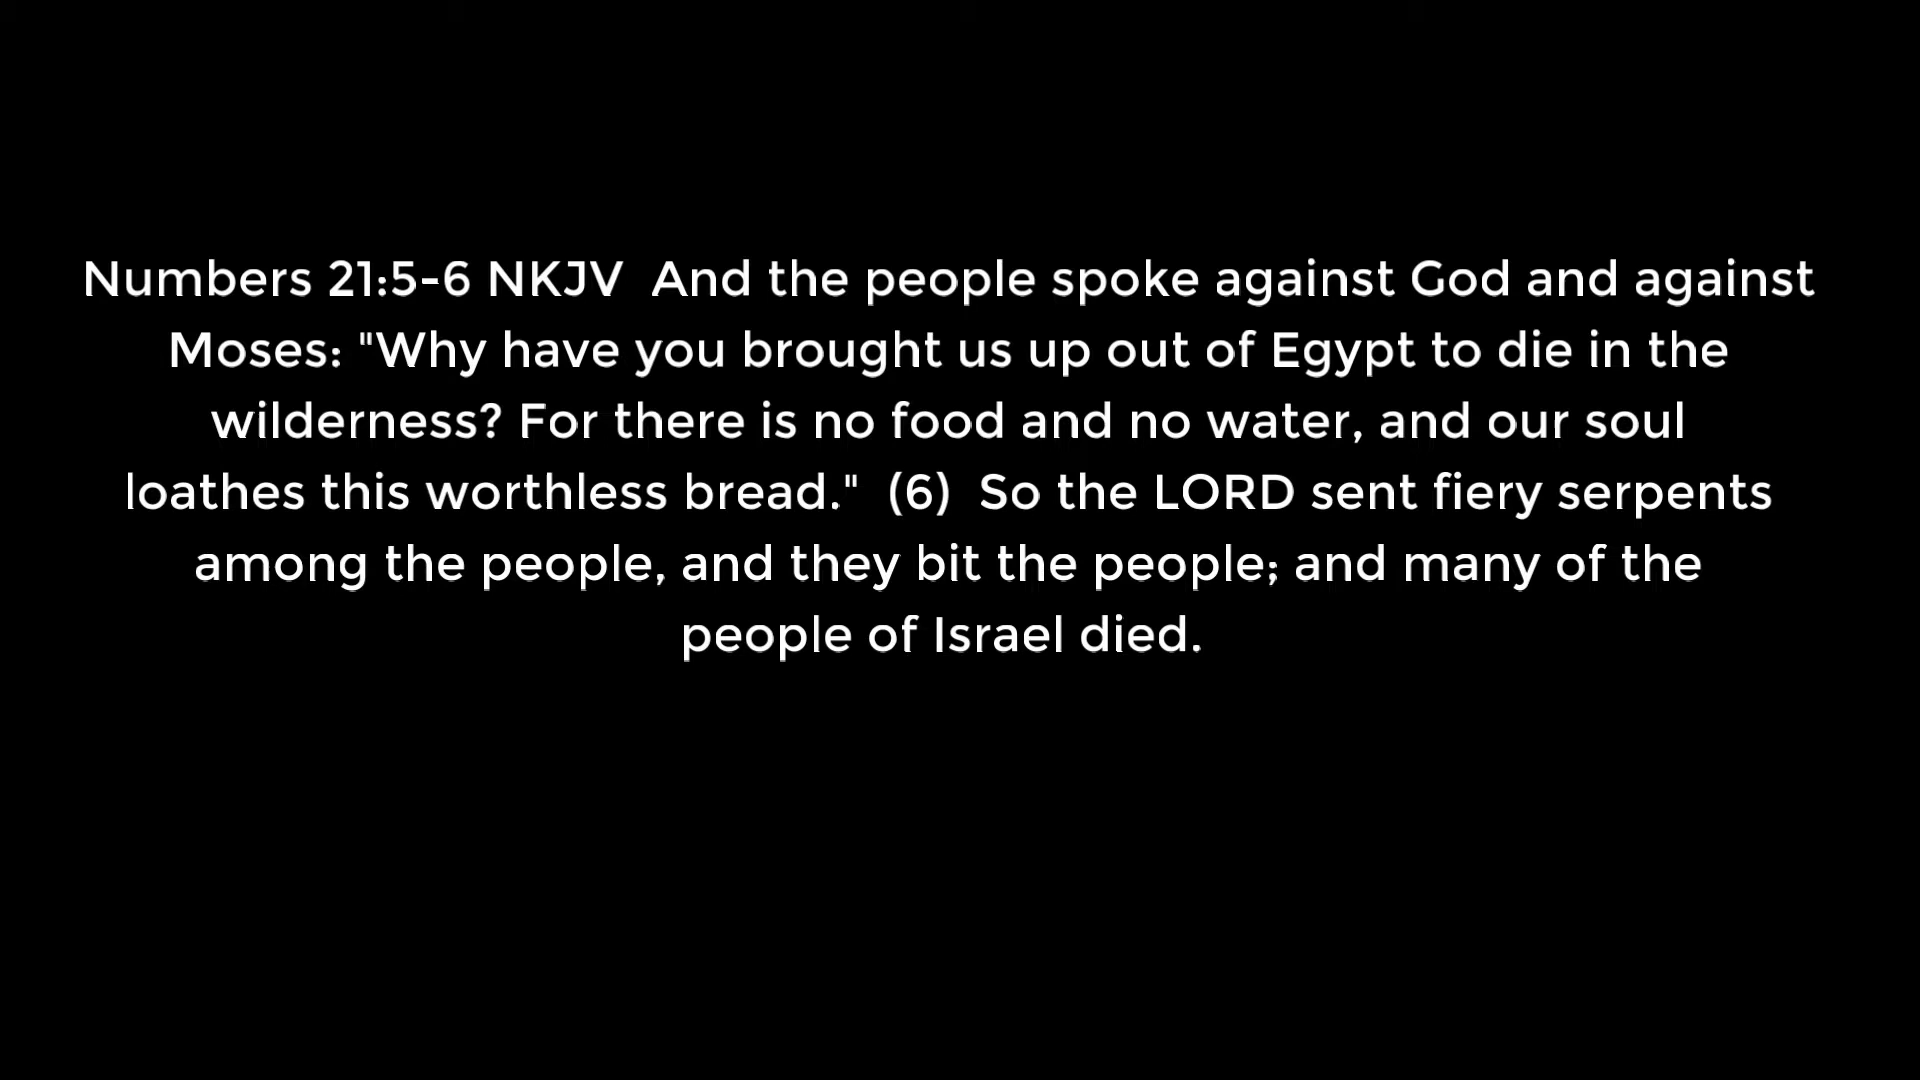 Numbers 21:5-6 NKJV  And the people spoke against God and against
Moses: "Why have you brought us up out of Egypt to die in the
wilderness? For there is no food and no water, and our soul
loathes this worthless bread."  (6)  So the LORD sent fiery serpents
among the people, and they bit the people; and many of the
people of Israel died.